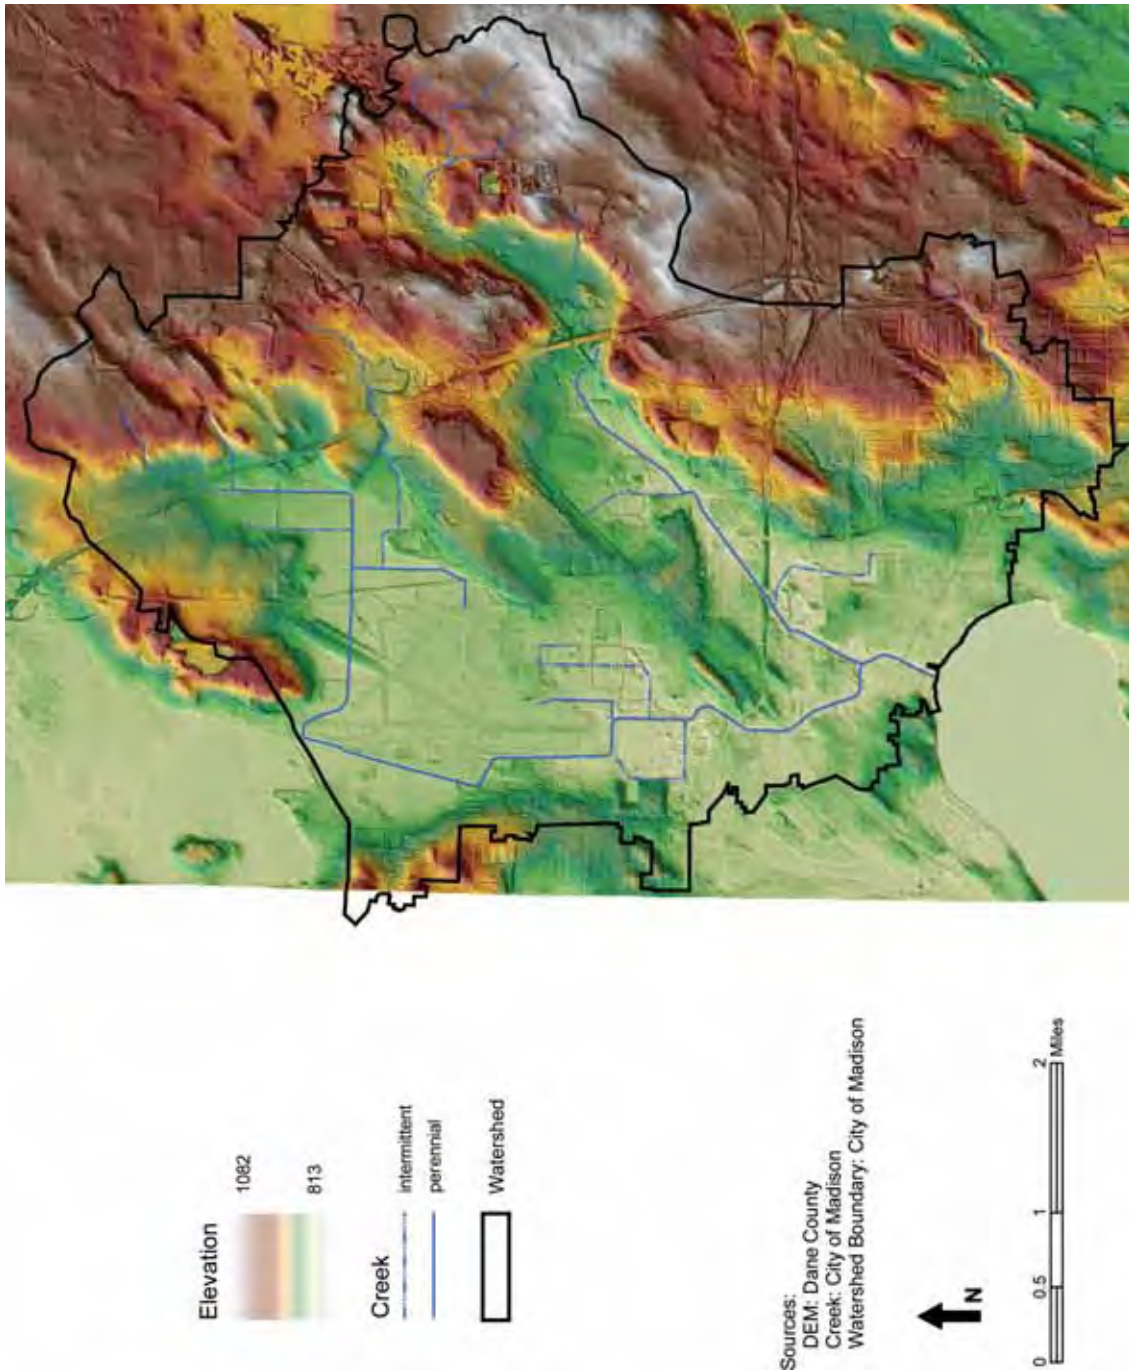 Elevation
1082
813
Creek
intermittent
perennial
Watershed
Sources:
DEM: Dane County
Creek: City of Madison
Watershed Boundary: City of Madison
N
0 0.5 1 2
Miles